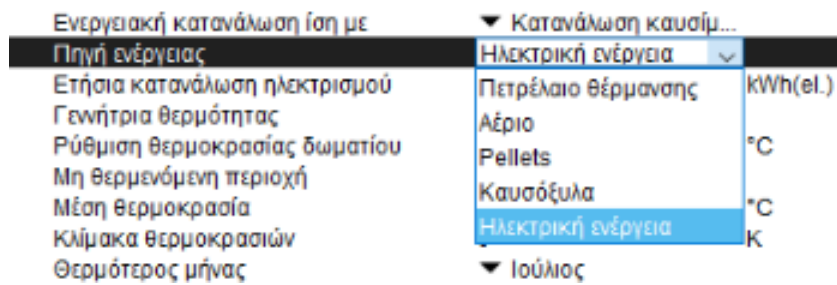 Ενεργειακή κατανάλωση ίση με ▼ Κατανάλωση καυσίμ...
Πηγή ενέργειας Ηλεκτρική ενέργεια
Ετήσια κατανάλωση ηλεκτρισμού Πετρέλαιο θέρμανσης kWh(el.)
Γεννήτρια θερμότητας Αέριο
Ρύθμιση θερμοκρασίας δωματίου Pellets °C
Μη θερμενόμενη περιοχή Καυσόξυλα
Μέση θερμοκρασία Ηλεκτρική ενέργεια °C
Κλίμακα θερμοκρασιών K
Θερμότερος μήνας ▼ Ιούλιος